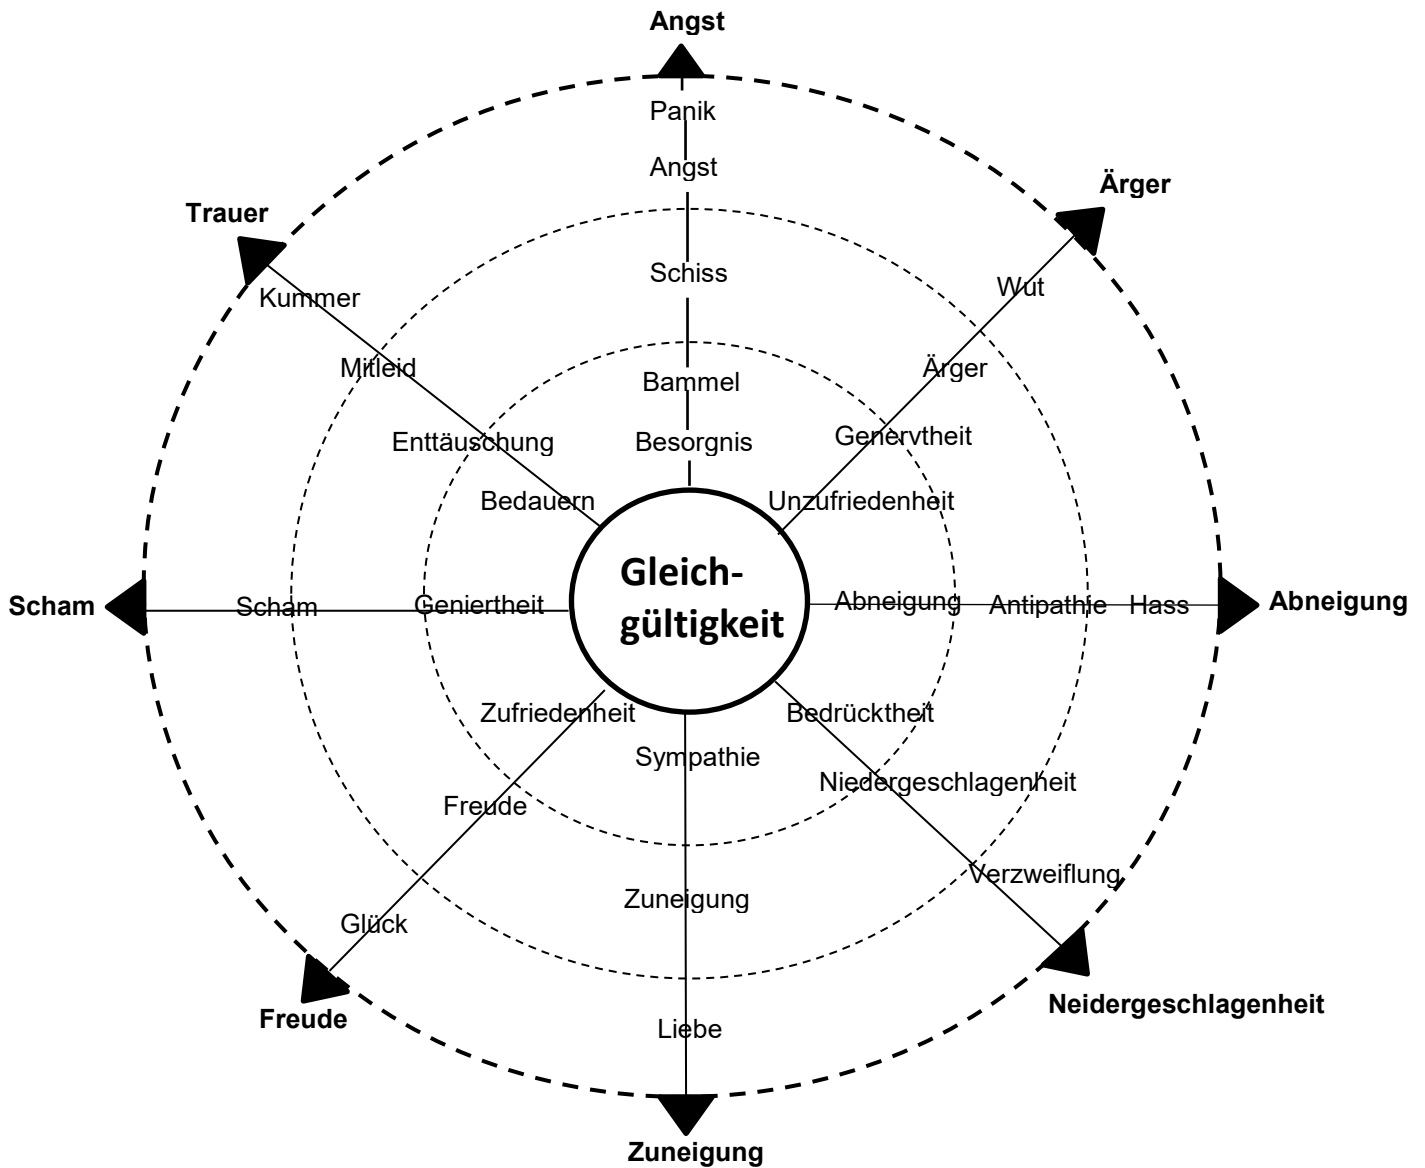 Angst
Panik
Angst
Ärger
Trauer
Schiss
Wut
Kummer
Mitleid
Ärger
Bammel
Enttäuschung
Besorgnis
Genervtheit
Bedauern
Unzufriedenheit
Gleich-
gültigkeit
Scham
Scham
Geniertheit
Abneigung
Antipathie
Hass
Abneigung
Zufriedenheit
Bedrücktheit
Sympathie
Niedergeschlagenheit
Freude
Verzweiflung
Zuneigung
Glück
Neidergeschlagenheit
Freude
Liebe
Zuneigung